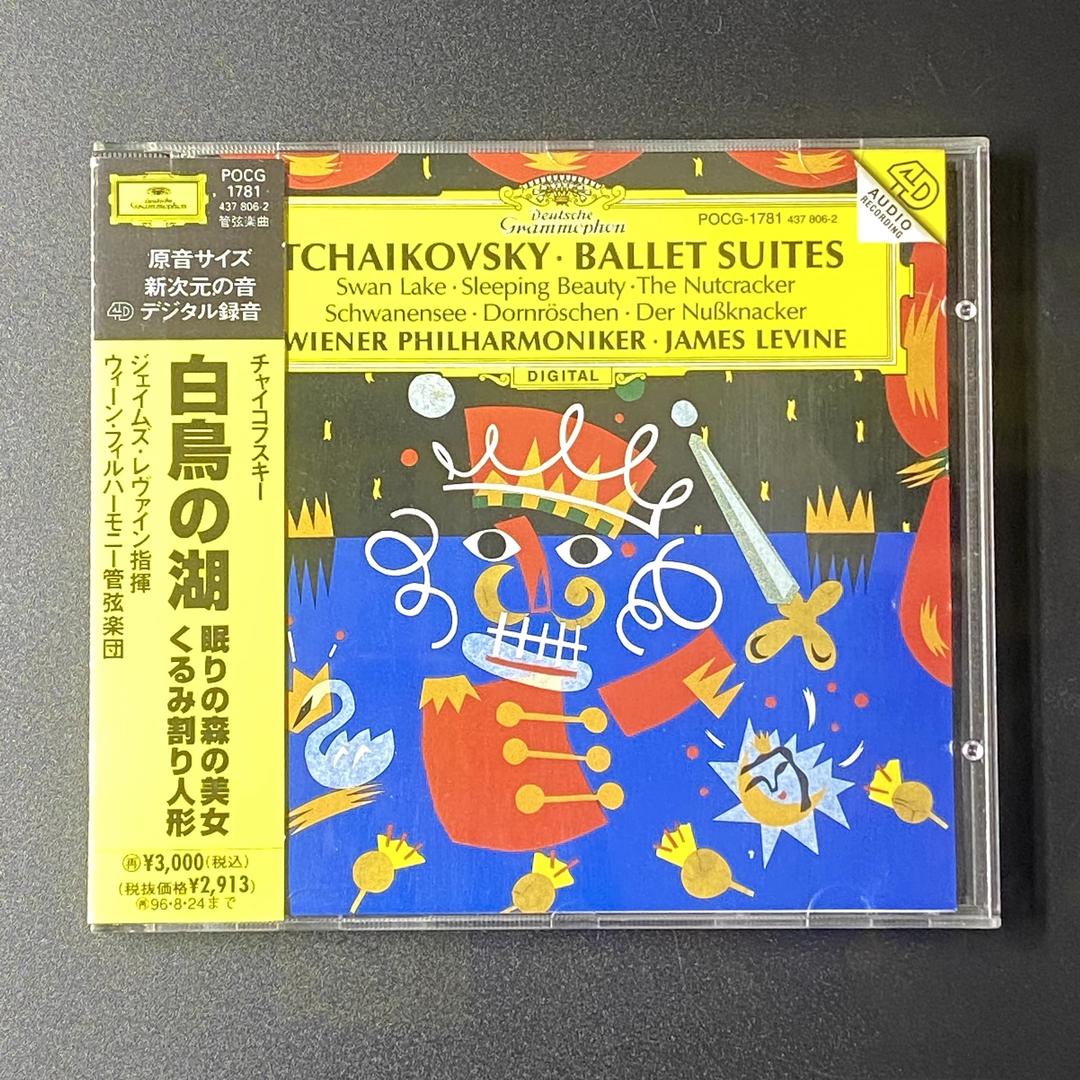 Deutsche
Grammophon
POCG
1781
437 806-2
管弦楽曲
原音サイズ
新次元の音
4D デジタル録音
チャイコフスキー
白鳥の湖
眠りの森の美女
くるみ割り人形
ジェイムズ・レヴァイン指揮
ウィーン・フィルハーモニー管弦楽団
再 ¥3,000(税込)
(税抜価格¥2,913)
再96・8・24まで
Deutsche
Grammophon
POCG-1781 437 806-2
TCHAIKOVSKY · BALLET SUITES
Swan Lake · Sleeping Beauty · The Nutcracker
Schwanensee · Dornröschen · Der Nußknacker
WIENER PHILHARMONIKER · JAMES LEVINE
DIGITAL
4D
AUDIO
RECORDING